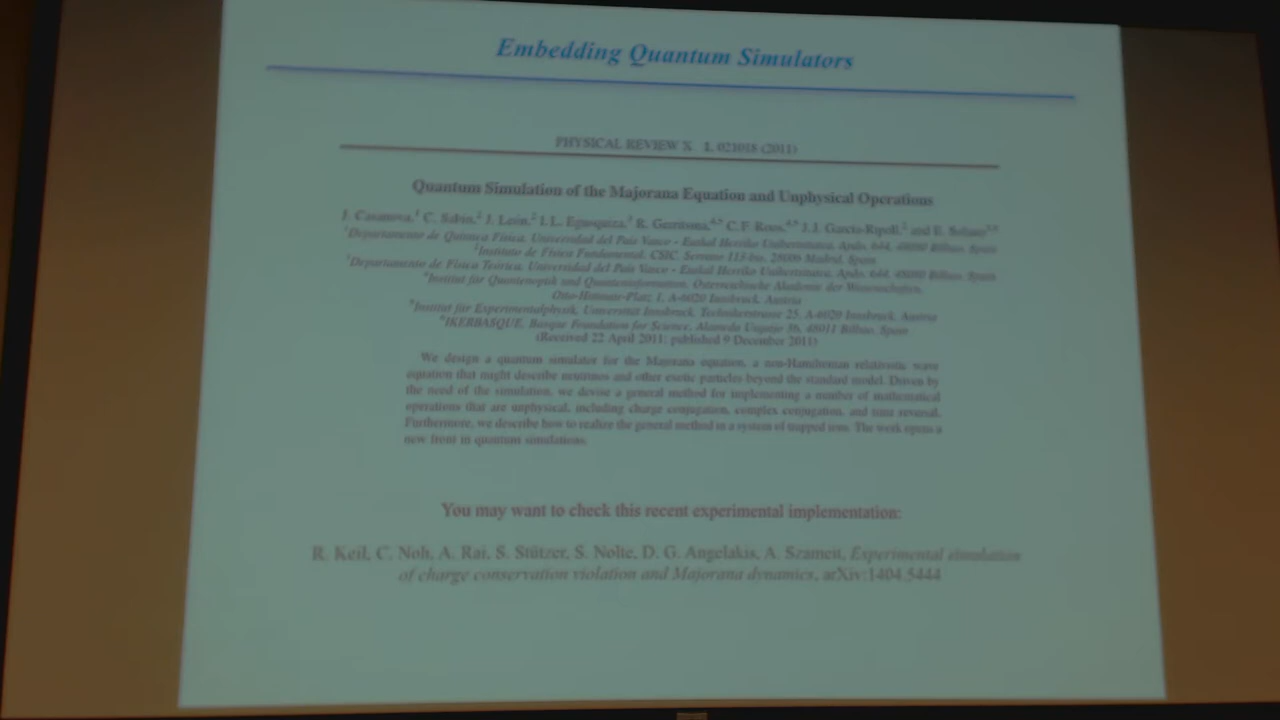 Embedding Quantum Simulators
PHYSICAL REVIEW X 1, 021018 (2011)
Quantum Simulation of the Majorana Equation and Unphysical Operations
J. Casanova,¹ C. Sabín,² J. León,² I. L. Egusquiza,³ R. Gerritsma,⁴,⁵ C. F. Roos,⁴,⁵ J. J. García-Ripoll,² and E. Solano¹,⁶
¹Departamento de Química Física, Universidad del País Vasco - Euskal Herriko Unibertsitatea, Apdo. 644, 48080 Bilbao, Spain
²Instituto de Física Fundamental, CSIC, Serrano 113-bis, 28006 Madrid, Spain
³Departamento de Física Teórica, Universidad del País Vasco - Euskal Herriko Unibertsitatea, Apdo. 644, 48080 Bilbao, Spain
⁴Institut für Quantenoptik und Quanteninformation, Österreichische Akademie der Wissenschaften,
Otto-Hittmair-Platz 1, A-6020 Innsbruck, Austria
⁵Institut für Experimentalphysik, Universität Innsbruck, Technikerstrasse 25, A-6020 Innsbruck, Austria
⁶IKERBASQUE, Basque Foundation for Science, Alameda Urquijo 36, 48011 Bilbao, Spain
(Received 22 April 2011; published 9 December 2011)
We design a quantum simulator for the Majorana equation, a non-Hamiltonian relativistic wave
equation that might describe neutrinos and other exotic particles beyond the standard model. Driven by
the need of the simulation, we devise a general method for implementing a number of mathematical
operations that are unphysical, including charge conjugation, complex conjugation, and time reversal.
Furthermore, we describe how to realize the general method in a system of trapped ions. The work opens a
new front in quantum simulations.
You may want to check this recent experimental implementation:
R. Keil, C. Noh, A. Rai, S. Stützer, S. Nolte, D. G. Angelakis, A. Szameit, Experimental simulation
of charge conservation violation and Majorana dynamics, arXiv:1404.5444